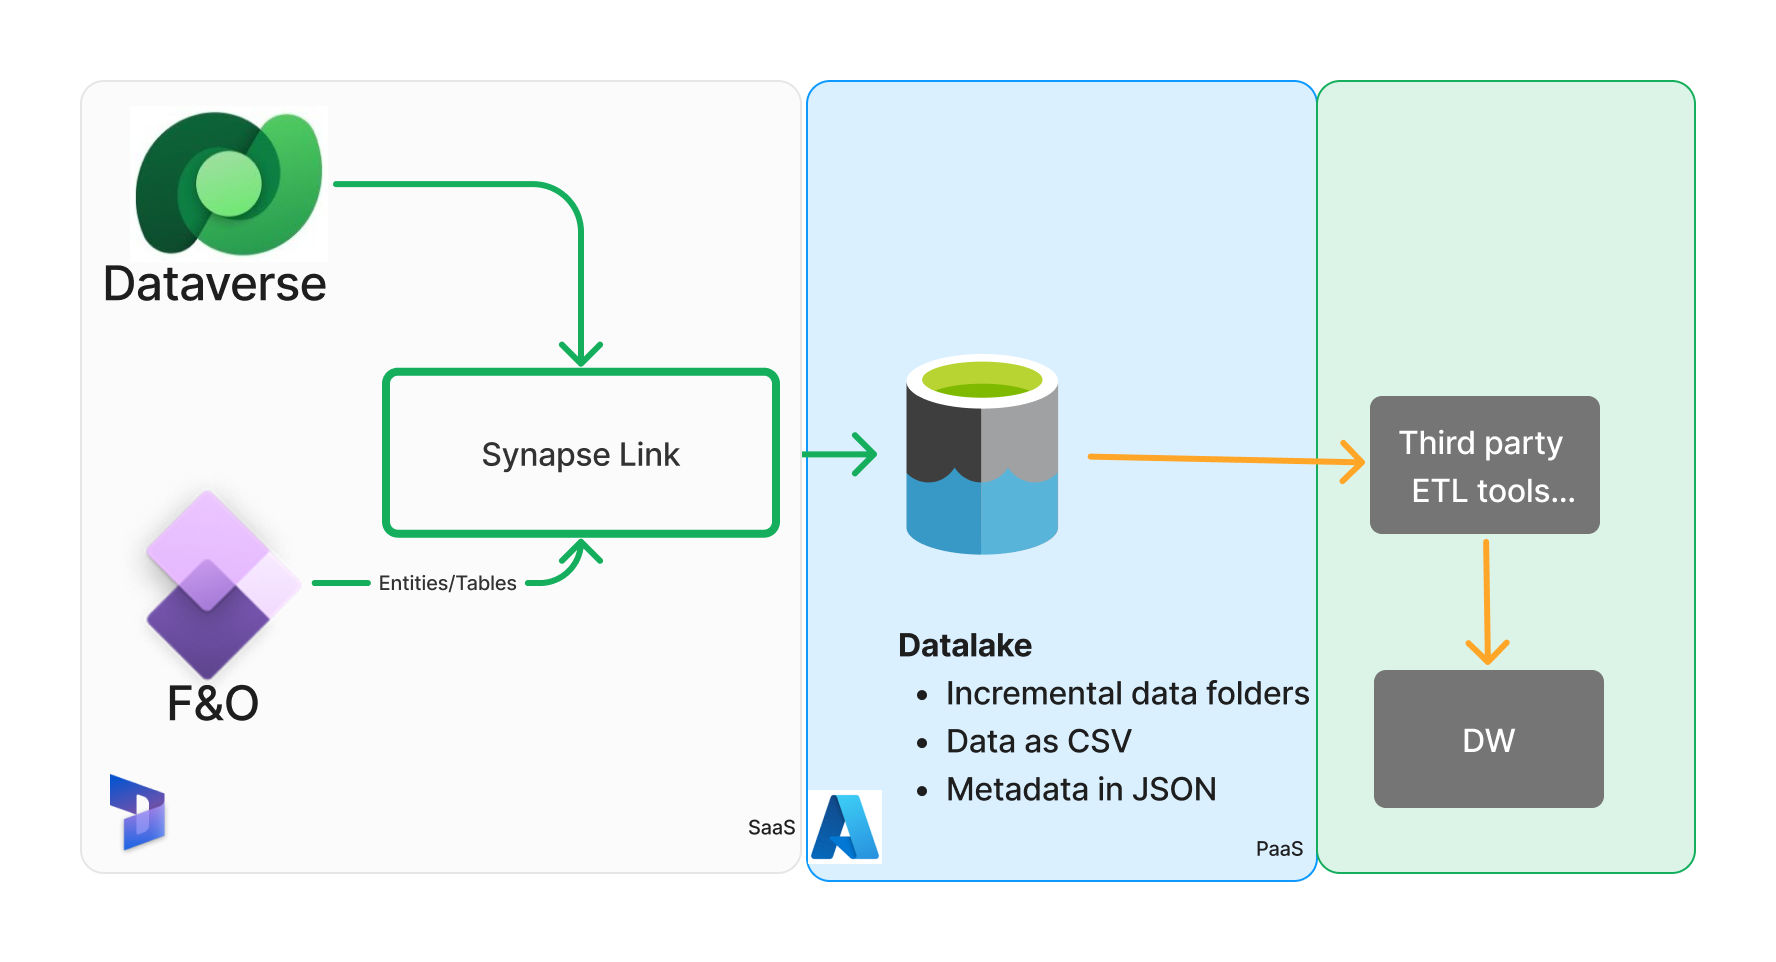 Dataverse
Synapse Link
Entities/Tables
F&O
SaaS
Datalake
• Incremental data folders
• Data as CSV
• Metadata in JSON
PaaS
Third party
ETL tools...
DW